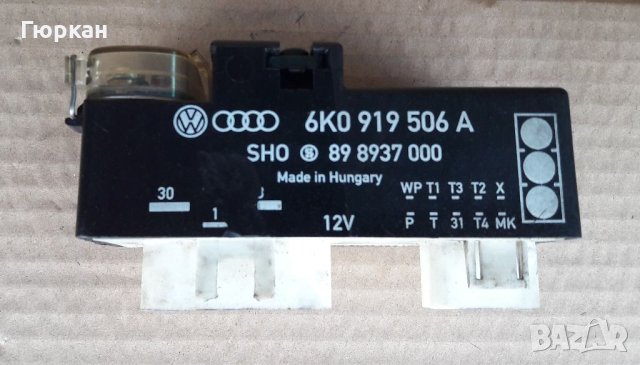 Гюркан
6K0 919 506 A
SHO 89 8937 000
Made in Hungary
WP T1 T3 T2 X
30
1
12V
P T 31 T4 MK
BAZAR